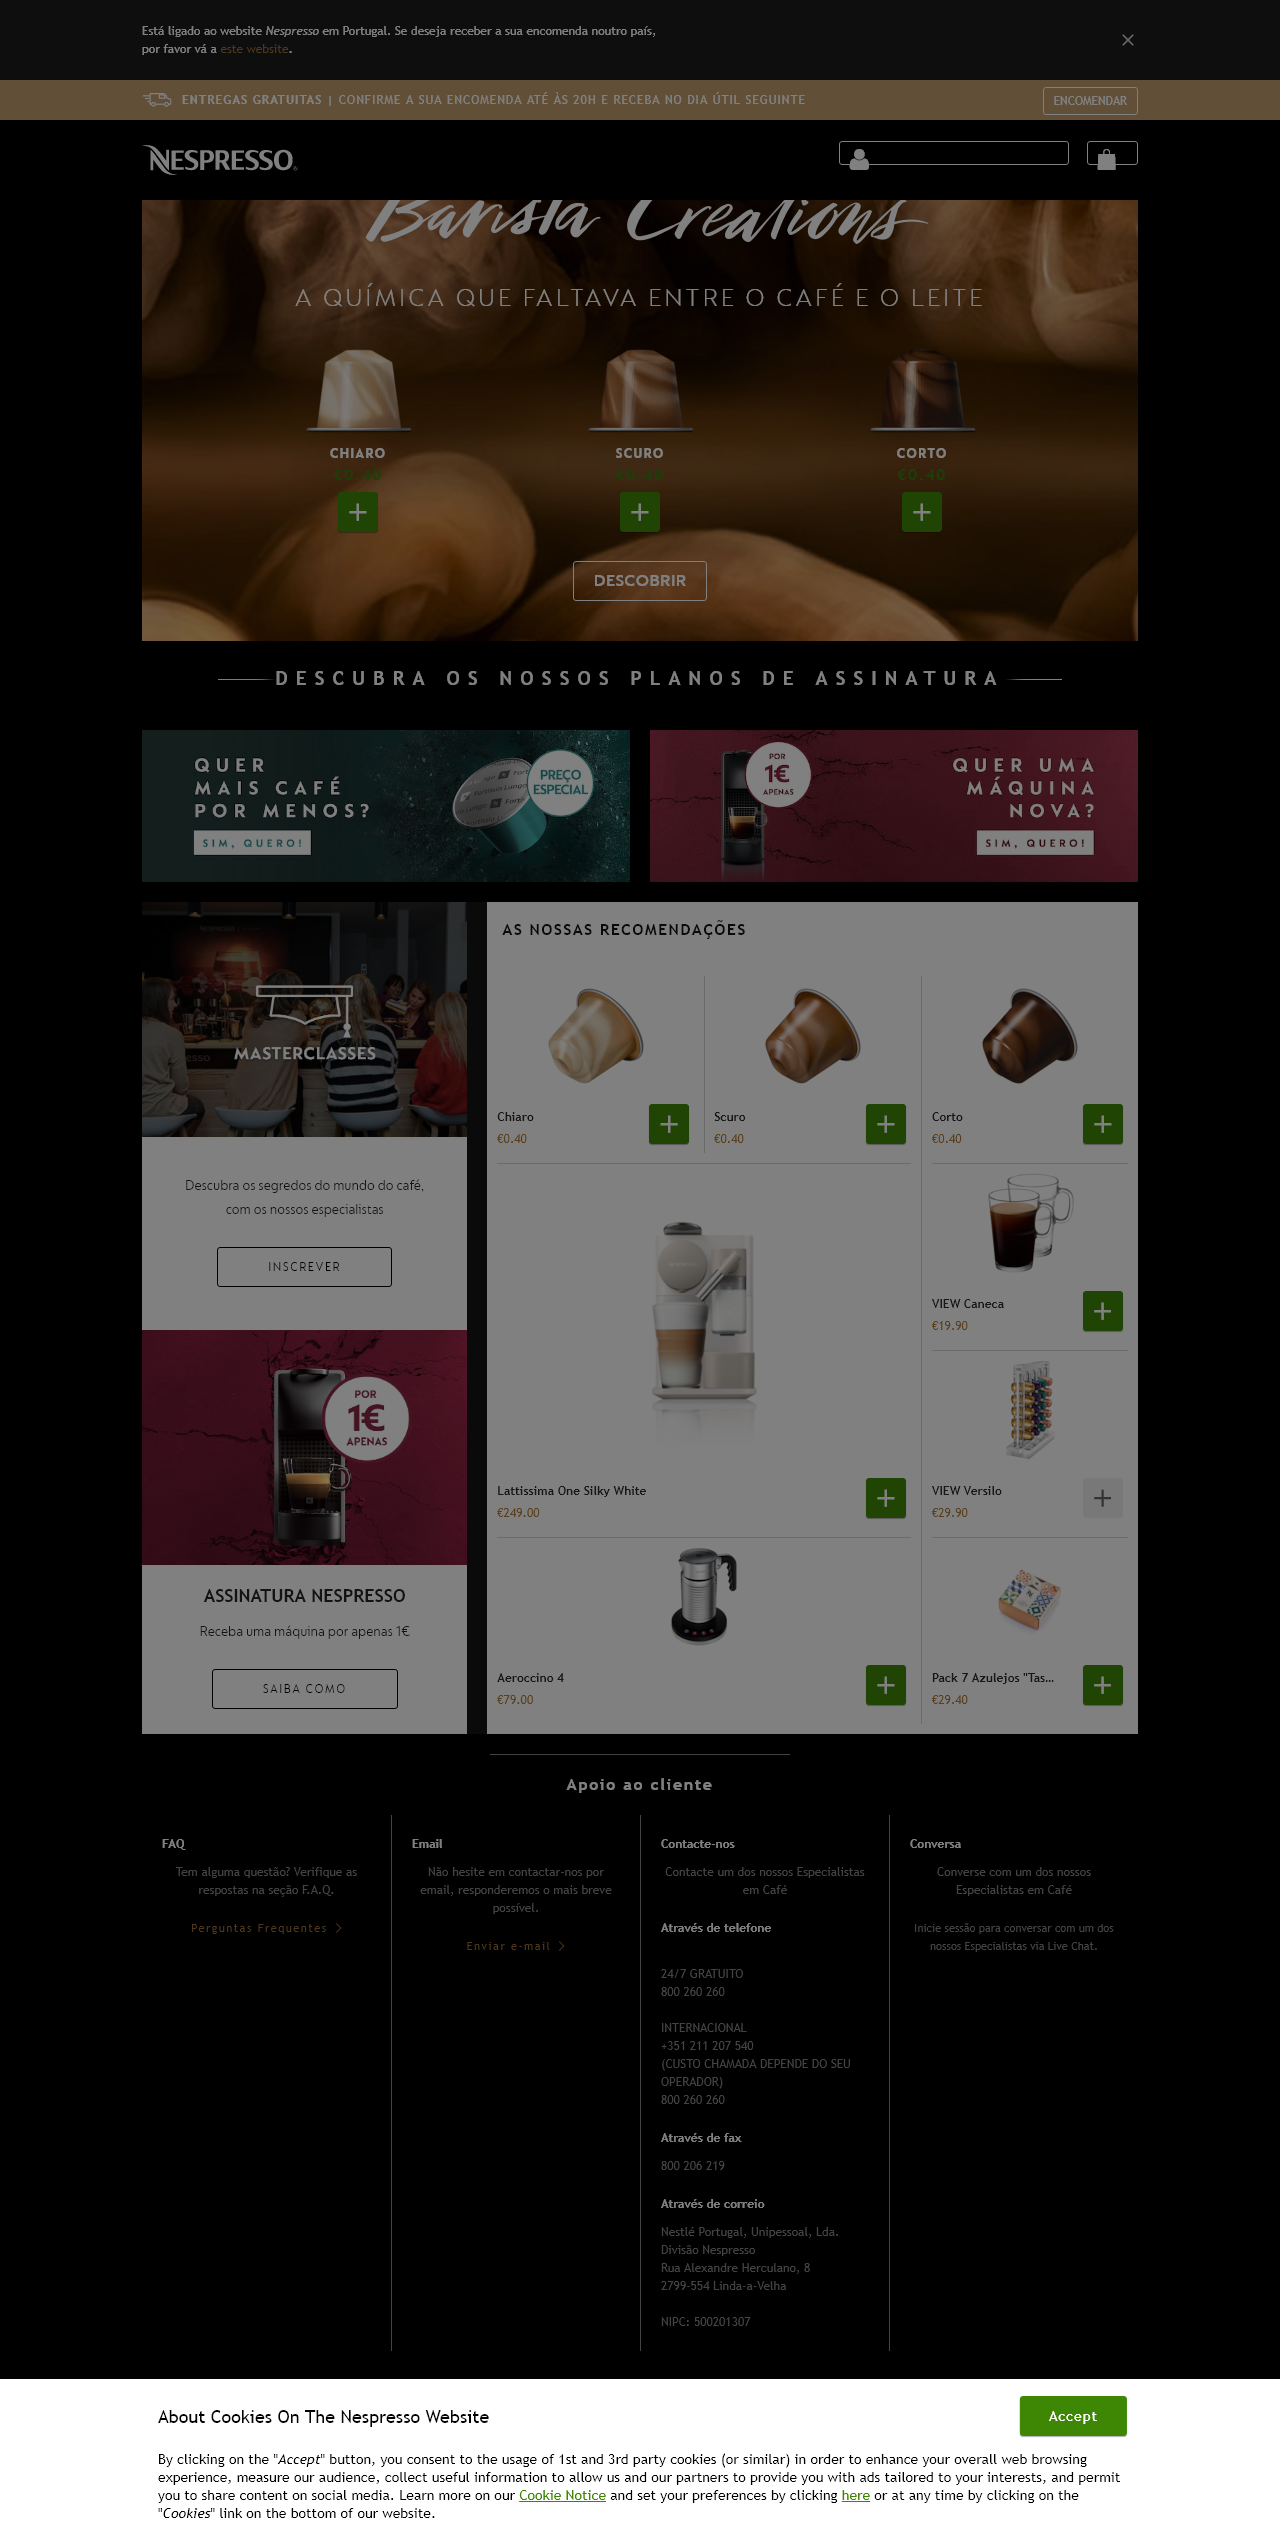 Está ligado ao website Nespresso em Portugal. Se deseja receber a sua encomenda noutro país,
por favor vá a este website.
ENTREGAS GRATUITAS | CONFIRME A SUA ENCOMENDA ATÉ ÀS 20H E RECEBA NO DIA ÚTIL SEGUINTE
ENCOMENDAR
NESPRESSO
Barista Creations
A QUÍMICA QUE FALTAVA ENTRE O CAFÉ E O LEITE
CHIARO
SCURO
CORTO
€0.40
€0.40
€0.40
DESCOBRIR
DESCUBRA OS NOSSOS PLANOS DE ASSINATURA
QUER
MAIS CAFÉ
POR MENOS?
SIM, QUERO!
PREÇO
ESPECIAL
POR
1€
APENAS
QUER UMA
MÁQUINA
NOVA?
SIM, QUERO!
MASTERCLASSES
Descubra os segredos do mundo do café,
com os nossos especialistas
INSCREVER
POR
1€
APENAS
ASSINATURA NESPRESSO
Receba uma máquina por apenas 1€
SAIBA COMO
AS NOSSAS RECOMENDAÇÕES
Chiaro
€0.40
Scuro
€0.40
Corto
€0.40
VIEW Caneca
€19.90
Lattissima One Silky White
€249.00
VIEW Versilo
€29.90
Aeroccino 4
€79.00
Pack 7 Azulejos "Tas...
€29.40
Apoio ao cliente
FAQ
Tem alguma questão? Verifique as
respostas na seção F.A.Q.
Perguntas Frequentes
Email
Não hesite em contactar-nos por
email, responderemos o mais breve
possível.
Enviar e-mail
Contacte-nos
Contacte um dos nossos Especialistas
em Café
Através de telefone
24/7 GRATUITO
800 260 260
INTERNACIONAL
+351 211 207 540
(CUSTO CHAMADA DEPENDE DO SEU
OPERADOR)
800 260 260
Através de fax
800 206 219
Através de correio
Nestlé Portugal, Unipessoal, Lda.
Divisão Nespresso
Rua Alexandre Herculano, 8
2799-554 Linda-a-Velha
NIPC: 500201307
Conversa
Converse com um dos nossos
Especialistas em Café
Inicie sessão para conversar com um dos
nossos Especialistas via Live Chat.
About Cookies On The Nespresso Website
Accept
By clicking on the "Accept" button, you consent to the usage of 1st and 3rd party cookies (or similar) in order to enhance your overall web browsing
experience, measure our audience, collect useful information to allow us and our partners to provide you with ads tailored to your interests, and permit
you to share content on social media. Learn more on our Cookie Notice and set your preferences by clicking here or at any time by clicking on the
"Cookies" link on the bottom of our website.